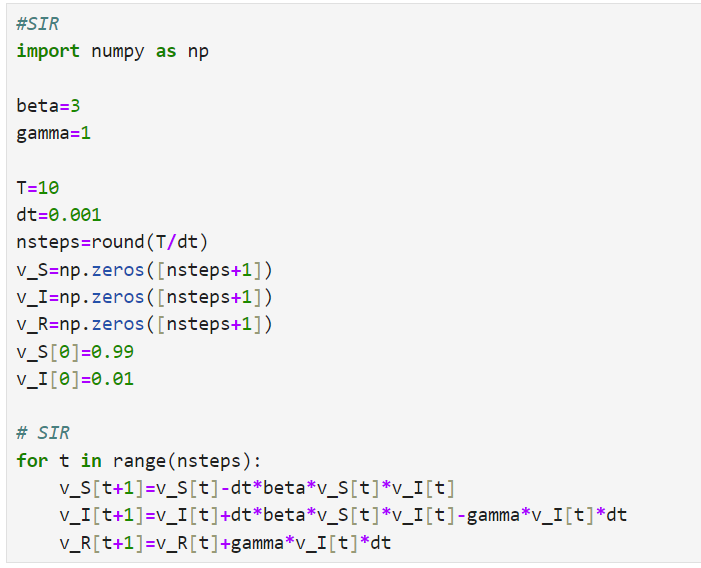 #SIR
import numpy as np
beta=3
gamma=1
T=10
dt=0.001
nsteps=round(T/dt)
v_S=np.zeros([nsteps+1])
v_I=np.zeros([nsteps+1])
v_R=np.zeros([nsteps+1])
v_S[0]=0.99
v_I[0]=0.01
# SIR
for t in range(nsteps):
    v_S[t+1]=v_S[t]-dt*beta*v_S[t]*v_I[t]
    v_I[t+1]=v_I[t]+dt*beta*v_S[t]*v_I[t]-gamma*v_I[t]*dt
    v_R[t+1]=v_R[t]+gamma*v_I[t]*dt